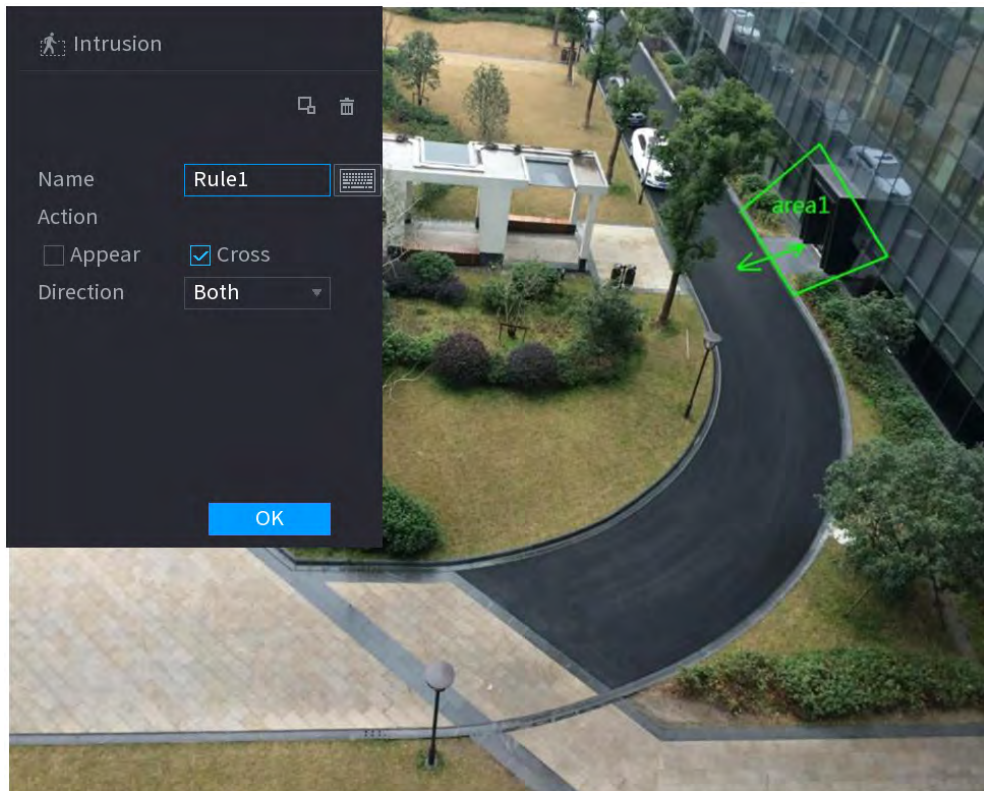 Intrusion
Name Rule1
Action
Appear Cross
Direction Both
OK
area1